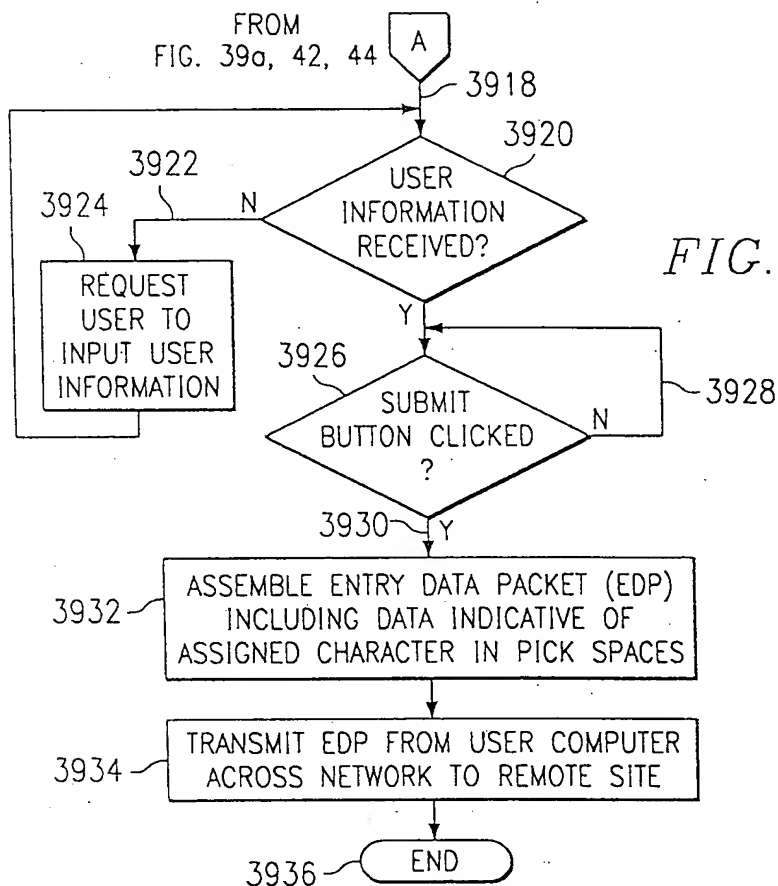 FROM
FIG. 39a, 42, 44
A
3918
3920
3922
N
3924
USER
INFORMATION
RECEIVED?
FIG.
REQUEST
USER TO
INPUT USER
INFORMATION
Y
3926
3928
SUBMIT
BUTTON CLICKED
?
N
3930
Y
3932
ASSEMBLE ENTRY DATA PACKET (EDP)
INCLUDING DATA INDICATIVE OF
ASSIGNED CHARACTER IN PICK SPACES
3934
TRANSMIT EDP FROM USER COMPUTER
ACROSS NETWORK TO REMOTE SITE
3936
END